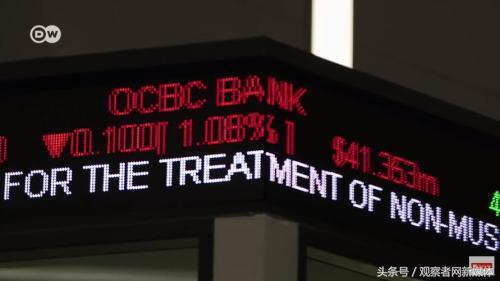 DW
OCBC BANK
▼0.100[ 1.08%] $41.353m
FOR THE TREATMENT OF NON-MUS
头条号 / 观察者网新媒体